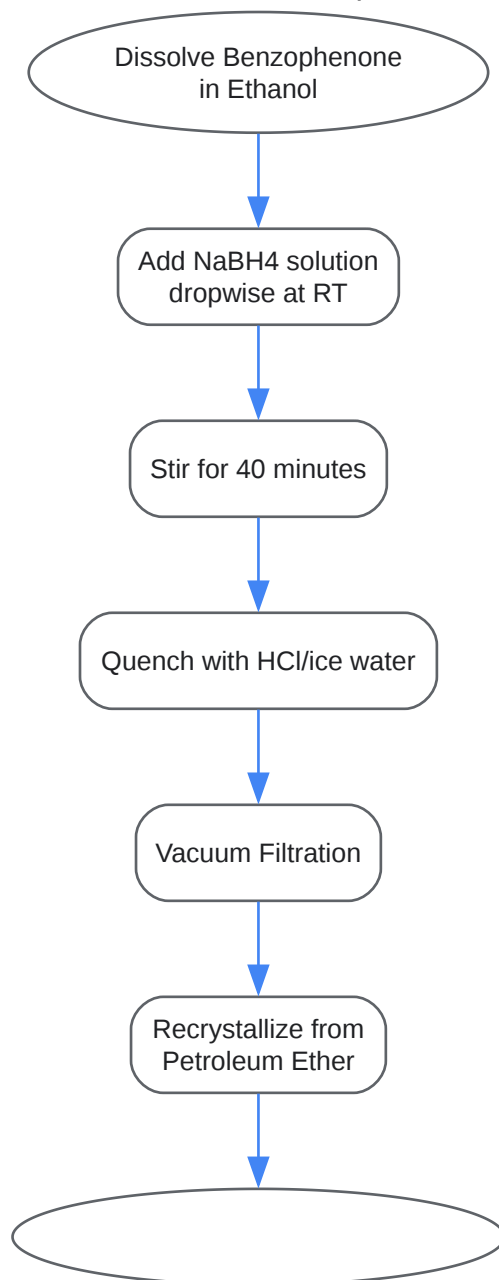 Dissolve Benzophenone
in Ethanol
Add NaBH4 solution
dropwise at RT
Stir for 40 minutes
Quench with HCl/ice water
Vacuum Filtration
Recrystallize from
Petroleum Ether